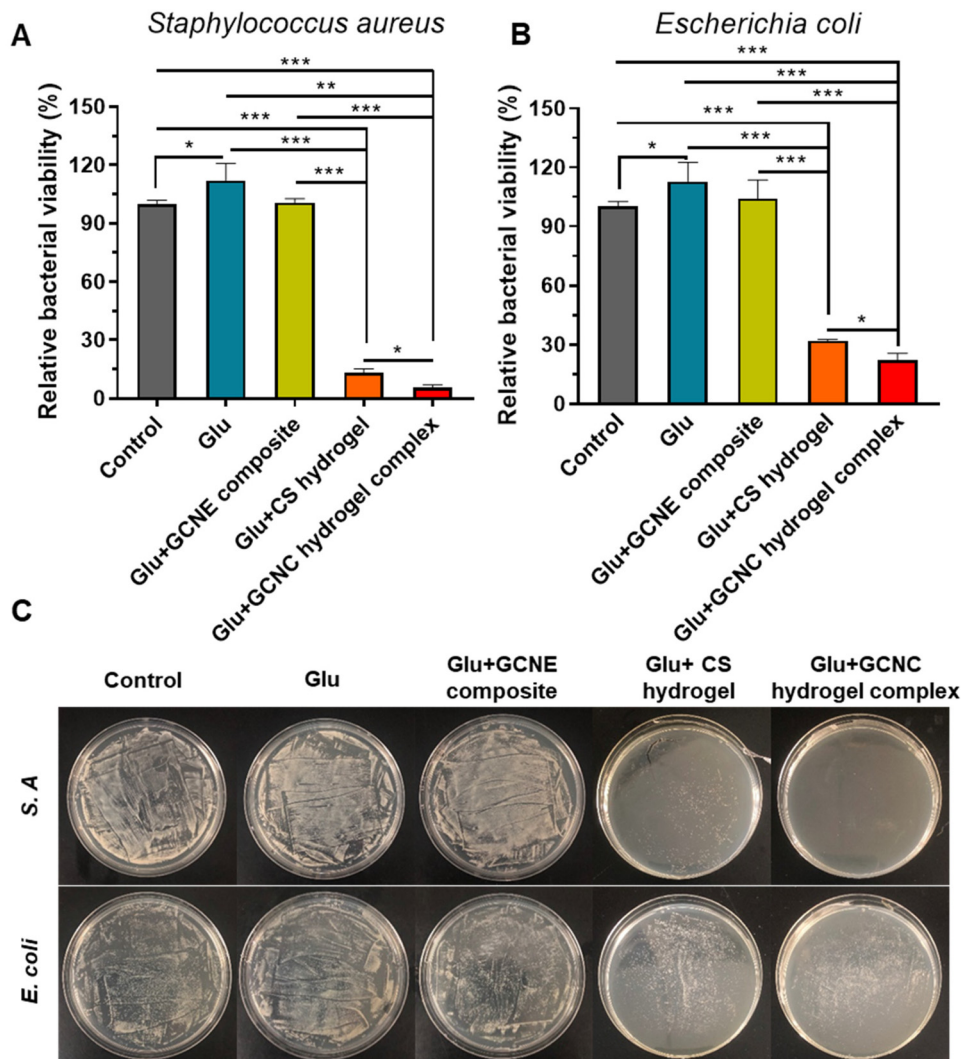 A
Staphylococcus aureus
***
**
***
***
*
***
***
*
Relative bacterial viability (%)
150
120
90
60
30
0
Control
Glu
Glu+GCNE composite
Glu+CS hydrogel
Glu+GCNC hydrogel complex
B
Escherichia coli
***
***
***
***
*
***
***
*
Relative bacterial viability (%)
150
120
90
60
30
0
Control
Glu
Glu+GCNE composite
Glu+CS hydrogel
Glu+GCNC hydrogel complex
C
Control
Glu
Glu+GCNE
composite
Glu+ CS
hydrogel
Glu+GCNC
hydrogel complex
S. A
E. coli